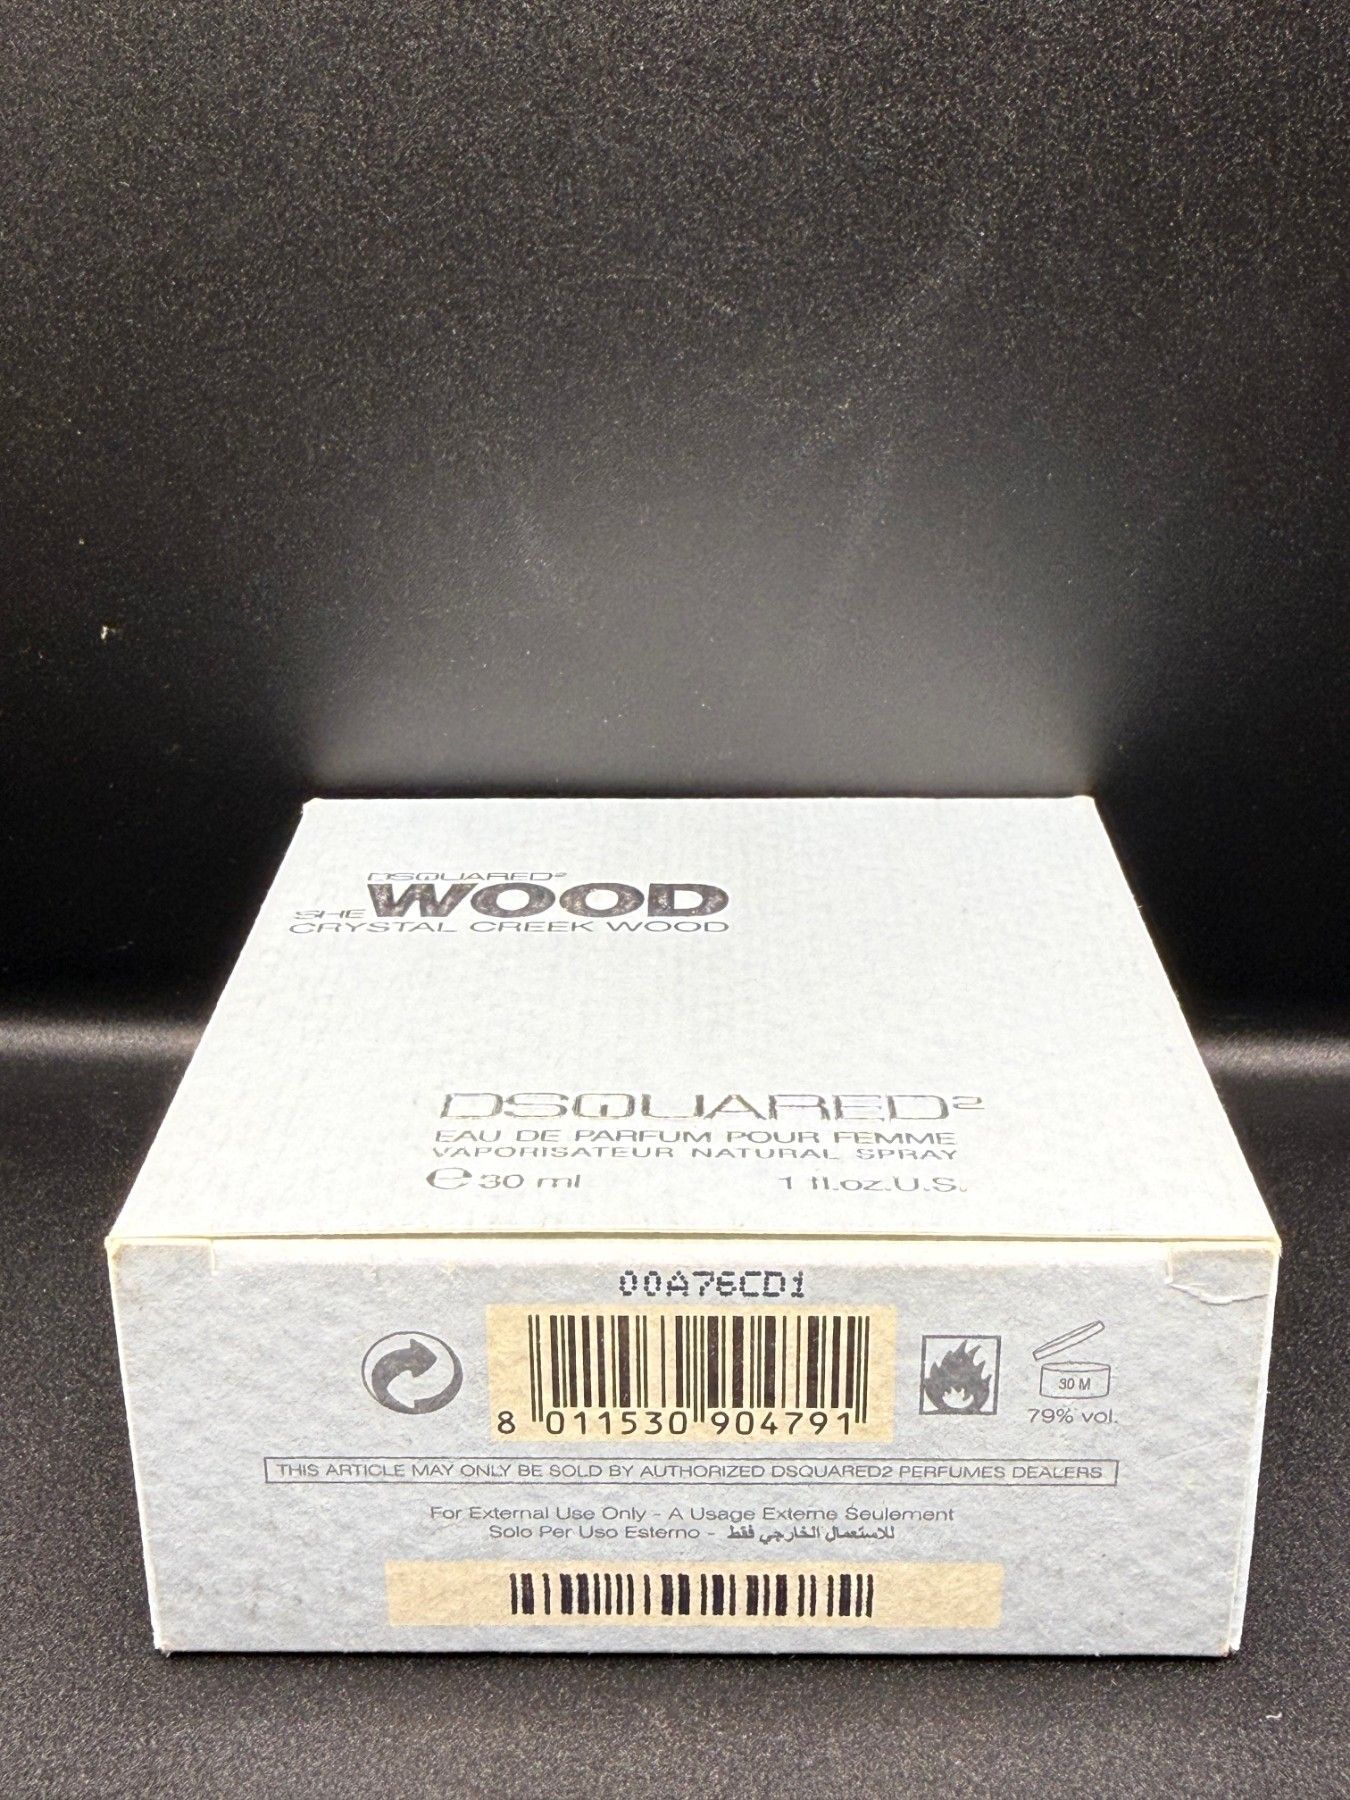 DSQUARED²
SHE WOOD
CRYSTAL CREEK WOOD
DSQUARED²
EAU DE PARFUM POUR FEMME
VAPORISATEUR NATURAL SPRAY
℮ 30 ml 1 fl.oz.U.S.
00A76CD1
8 011530 904791
30 M
79% vol.
THIS ARTICLE MAY ONLY BE SOLD BY AUTHORIZED DSQUARED2 PERFUMES DEALERS
For External Use Only - A Usage Externe Seulement
Solo Per Uso Esterno - للاستعمال الخارجي فقط